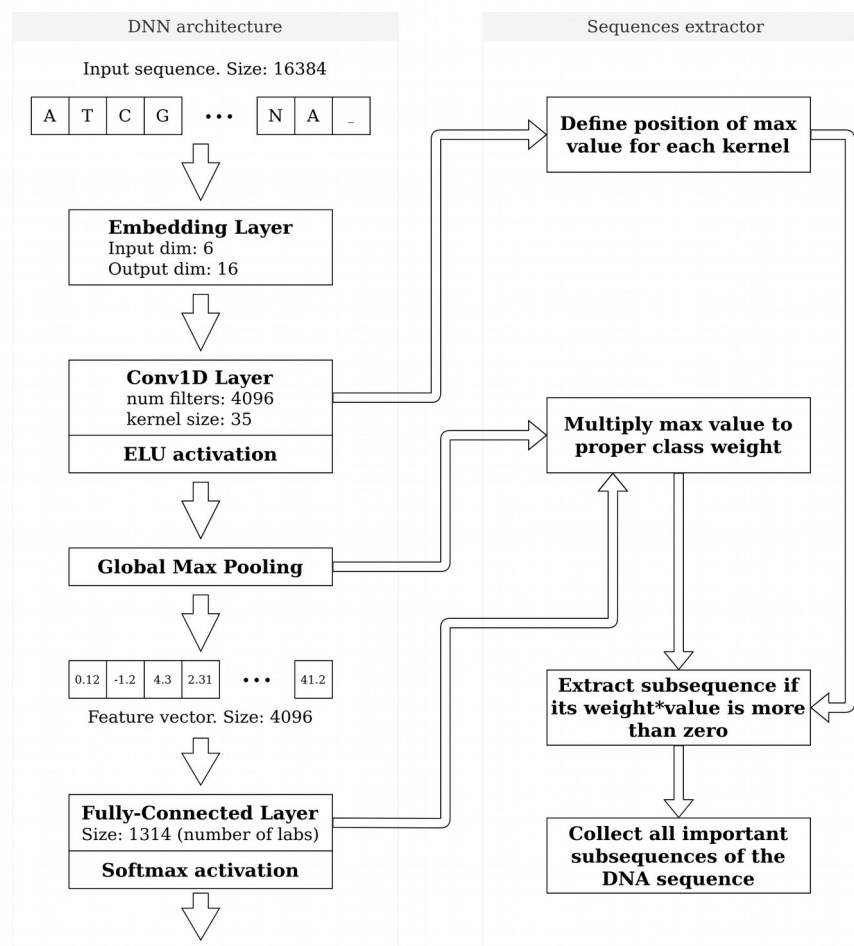 DNN architecture
Input sequence. Size: 16384
A T C G ••• N A _
Embedding Layer
Input dim: 6
Output dim: 16
Conv1D Layer
num filters: 4096
kernel size: 35
ELU activation
Global Max Pooling
0.12 -1.2 4.3 2.31 ••• 41.2
Feature vector. Size: 4096
Fully-Connected Layer
Size: 1314 (number of labs)
Softmax activation
Sequences extractor
Define position of max
value for each kernel
Multiply max value to
proper class weight
Extract subsequence if
its weight*value is more
than zero
Collect all important
subsequences of the
DNA sequence